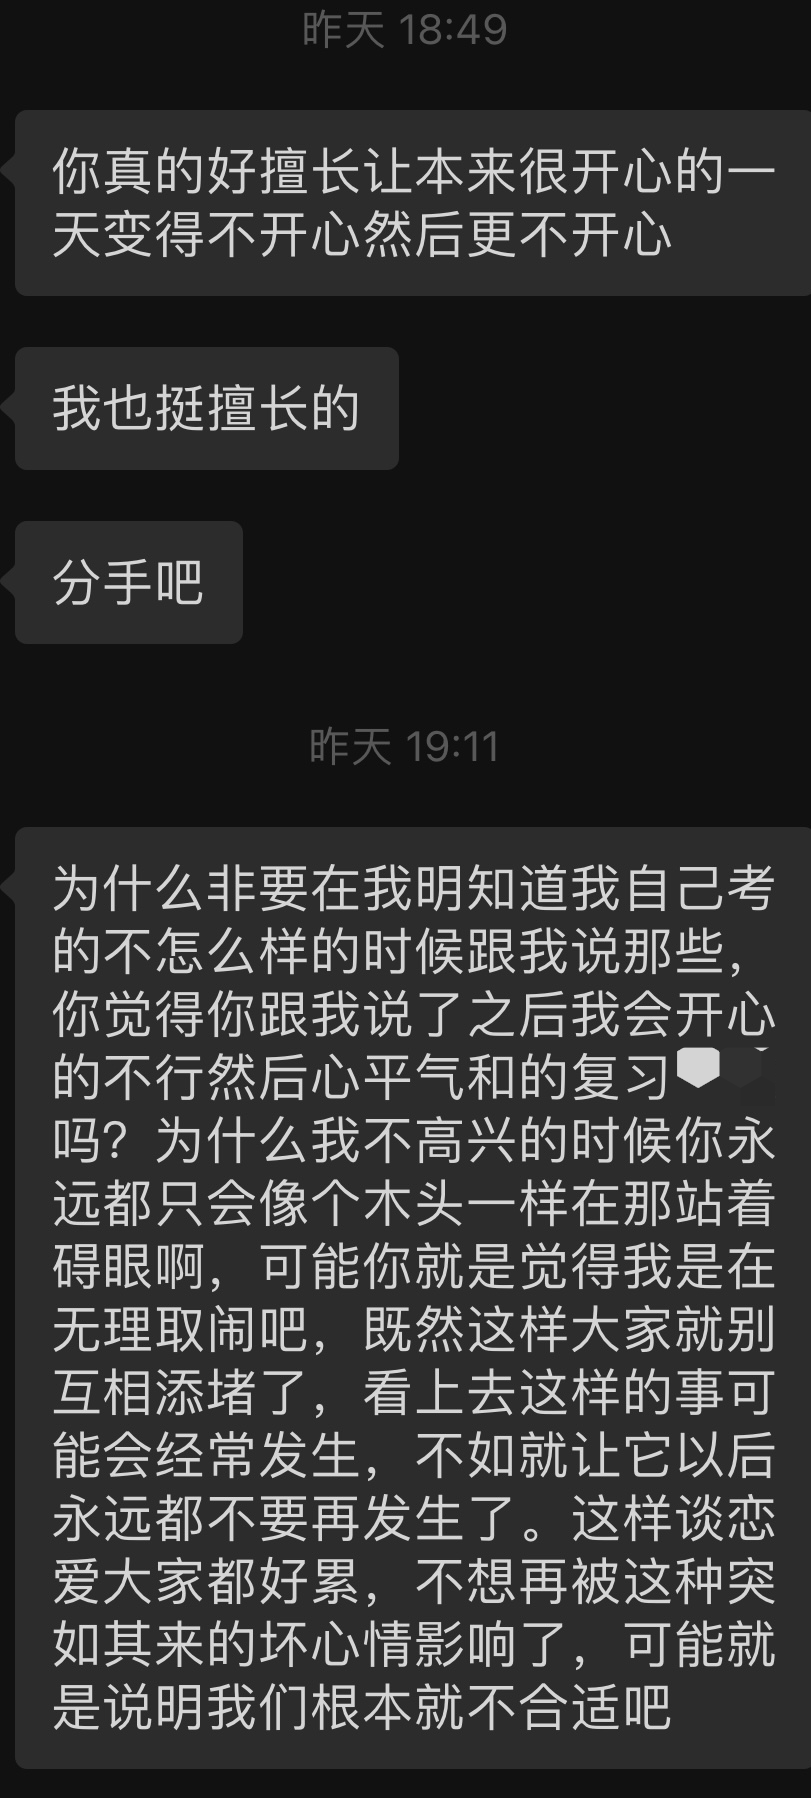 昨天 18:49
你真的好擅长让本来很开心的一
天变得不开心然后更不开心
我也挺擅长的
分手吧
昨天 19:11
为什么非要在我明知道我自己考
的不怎么样的时候跟我说那些，
你觉得你跟我说了之后我会开心
的不行然后心平气和的复习
吗？为什么我不高兴的时候你永
远都只会像个木头一样在那站着
碍眼啊，可能你就是觉得我是在
无理取闹吧，既然这样大家就别
互相添堵了，看上去这样的事可
能会经常发生，不如就让它以后
永远都不要再发生了。这样谈恋
爱大家都好累，不想再被这种突
如其来的坏心情影响了，可能就
是说明我们根本就不合适吧